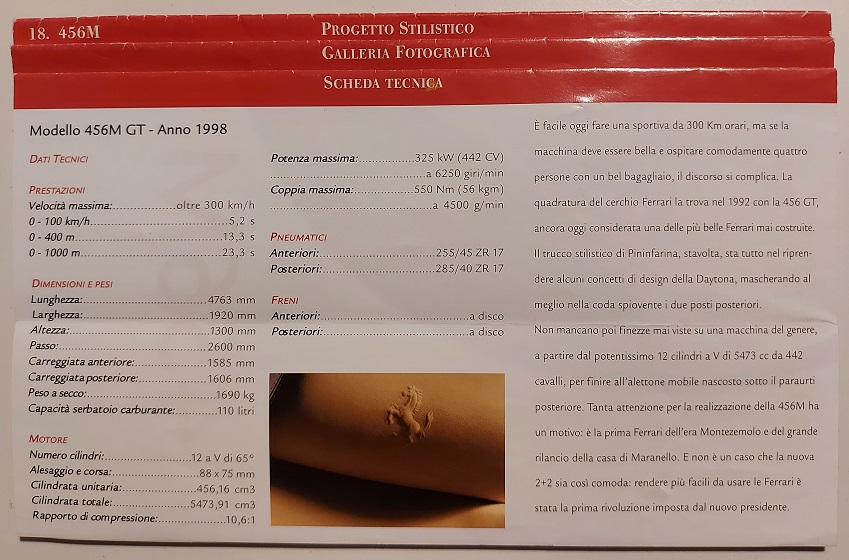 18. 456M
PROGETTO STILISTICO
GALLERIA FOTOGRAFICA
SCHEDA TECNICA
Modello 456M GT - Anno 1998
DATI TECNICI
PRESTAZIONI
Velocità massima:...............oltre 300 km/h
0 - 100 km/h.................................5,2 s
0 - 400 m....................................13,3 s
0 - 1000 m..................................23,3 s
DIMENSIONI E PESI
Lunghezza:..............................4763 mm
Larghezza:..............................1920 mm
Altezza:..................................1300 mm
Passo:.....................................2600 mm
Carreggiata anteriore:...............1585 mm
Carreggiata posteriore:..............1606 mm
Peso a secco:............................1690 kg
Capacità serbatoio carburante:...........110 litri
MOTORE
Numero cilindri:....................12 a V di 65°
Alesaggio e corsa:....................88 x 75 mm
Cilindrata unitaria:..................456,16 cm3
Cilindrata totale:....................5473,91 cm3
Rapporto di compressione:................10,6:1
Potenza massima:..............325 kW (442 CV)
.......................................a 6250 giri/min
Coppia massima:...............550 Nm (56 kgm)
.........................................a 4500 g/min
PNEUMATICI
Anteriori:..............................255/45 ZR 17
Posteriori:.............................285/40 ZR 17
FRENI
Anteriori:......................................a disco
Posteriori:.....................................a disco
È facile oggi fare una sportiva da 300 Km orari, ma se la
macchina deve essere bella e ospitare comodamente quattro
persone con un bel bagagliaio, il discorso si complica. La
quadratura del cerchio Ferrari la trova nel 1992 con la 456 GT,
ancora oggi considerata una delle più belle Ferrari mai costruite.
Il trucco stilistico di Pininfarina, stavolta, sta tutto nel ripren-
dere alcuni concetti di design della Daytona, mascherando al
meglio nella coda spiovente i due posti posteriori.
Non mancano poi finezze mai viste su una macchina del genere,
a partire dal potentissimo 12 cilindri a V di 5473 cc da 442
cavalli, per finire all'alettone mobile nascosto sotto il paraurti
posteriore. Tanta attenzione per la realizzazione della 456M ha
un motivo: è la prima Ferrari dell'era Montezemolo e del grande
rilancio della casa di Maranello. E non è un caso che la nuova
2+2 sia così comoda: rendere più facili da usare le Ferrari è
stata la prima rivoluzione imposta dal nuovo presidente.